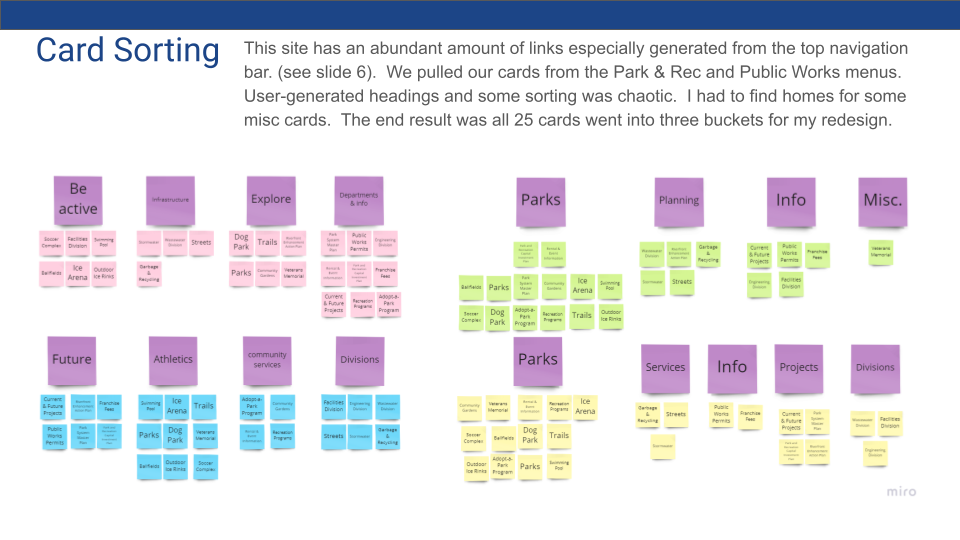 Card Sorting
This site has an abundant amount of links especially generated from the top navigation
bar. (see slide 6).  We pulled our cards from the Park & Rec and Public Works menus.
User-generated headings and some sorting was chaotic.  I had to find homes for some
misc cards.  The end result was all 25 cards went into three buckets for my redesign.
Be
active
Soccer
Complex
Facilities
Division
Swimming
Pool
Ballfields
Ice
Arena
Outdoor
Ice Rinks
Infrastructure
Stormwater
Wastewater
Division
Streets
Garbage
& Recycling
Explore
Dog
Park
Trails
Parks
Community
Gardens
Veterans
Memorial
Departments
& Info
Park
System
Master
Plan
Public
Works
Permits
Engineering
Division
Franchise
Fees
Current
& Future
Projects
Recreation
Programs
Adopt-a-
Park
Program
Parks
Ballfields
Parks
Park
System
Master
Plan
Community
Gardens
Ice
Arena
Swimming
Pool
Soccer
Complex
Dog
Park
Adopt-a-
Park
Program
Recreation
Programs
Trails
Outdoor
Ice Rinks
Planning
Wastewater
Division
Garbage
& Recycling
Stormwater
Streets
Info
Current
& Future
Projects
Public
Works
Permits
Franchise
Fees
Engineering
Division
Facilities
Division
Misc.
Veterans
Memorial
Future
Current
& Future
Projects
Franchise
Fees
Public
Works
Permits
Park
System
Master
Plan
Athletics
Swimming
Pool
Ice
Arena
Trails
Parks
Dog
Park
Veterans
Memorial
Ballfields
Outdoor
Ice Rinks
Soccer
Complex
community
services
Adopt-a-
Park
Program
Community
Gardens
Recreation
Programs
Divisions
Facilities
Division
Engineering
Division
Wastewater
Division
Streets
Stormwater
Garbage
& Recycling
Parks
Community
Gardens
Veterans
Memorial
Recreation
Programs
Ice
Arena
Soccer
Complex
Ballfields
Dog
Park
Trails
Outdoor
Ice Rinks
Adopt-a-
Park
Program
Parks
Swimming
Pool
Services
Garbage
& Recycling
Streets
Stormwater
Info
Public
Works
Permits
Franchise
Fees
Projects
Current
& Future
Projects
Park
System
Master
Plan
Divisions
Wastewater
Division
Facilities
Division
Engineering
Division
miro